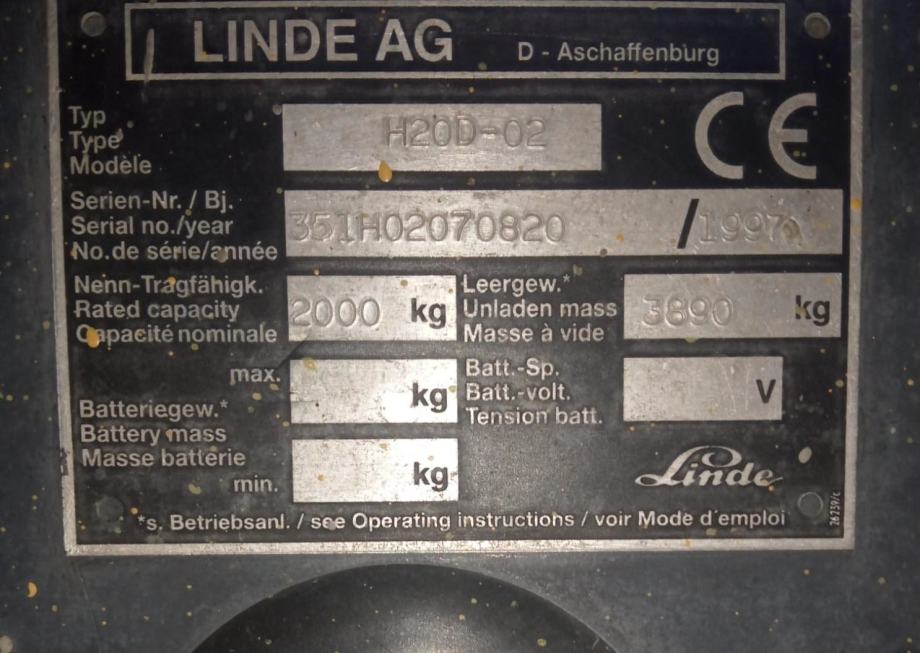 LINDE AG D - Aschaffenburg
Typ
Type
Modèle
H20D-02
CE
Serien-Nr. / Bj.
Serial no./year
No.de série/année
351H02070820 /1997
Nenn-Tragfähigk.
Rated capacity
Capacité nominale
2000 kg
Leergew.*
Unladen mass
Masse à vide
3890 kg
max.
kg
Batteriegew.*
Battery mass
Masse batterie
min.
kg
Batt.-Sp.
Batt.-volt.
Tension batt.
V
Linde
*s. Betriebsanl. / see Operating instructions / voir Mode d'emploi